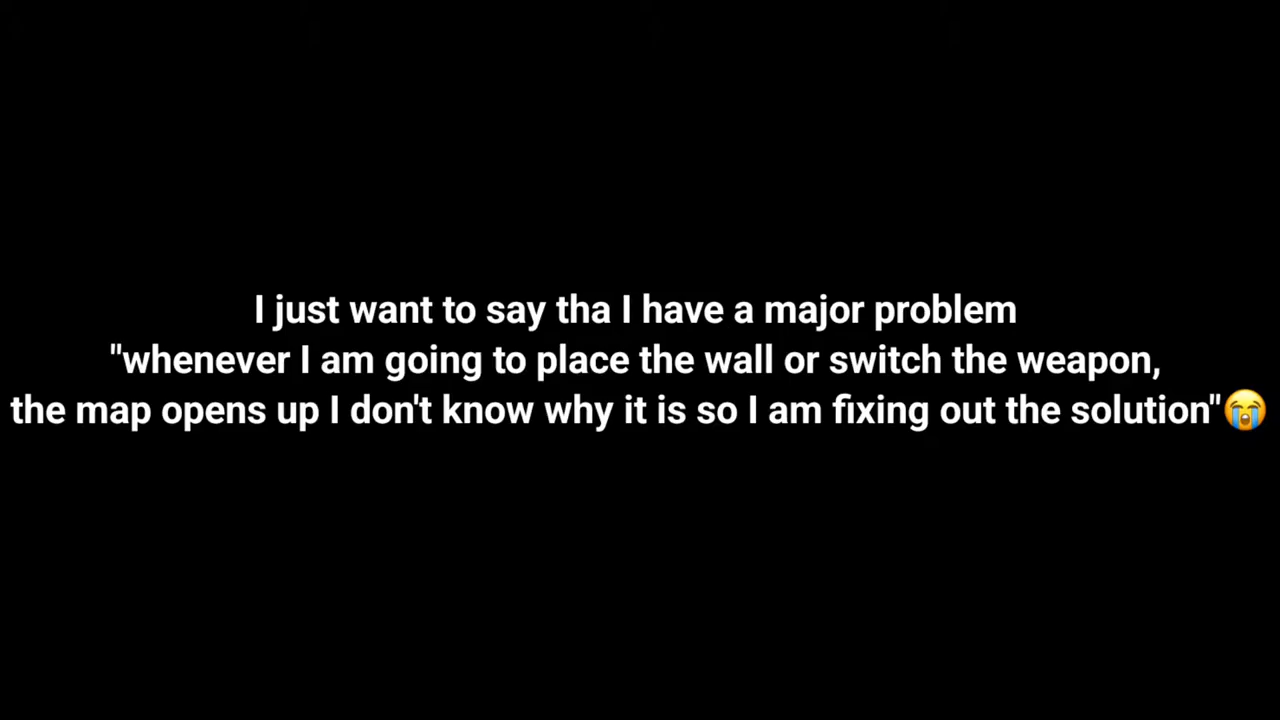 I just want to say tha I have a major problem
"whenever I am going to place the wall or switch the weapon,
the map opens up I don't know why it is so I am fixing out the solution"😭